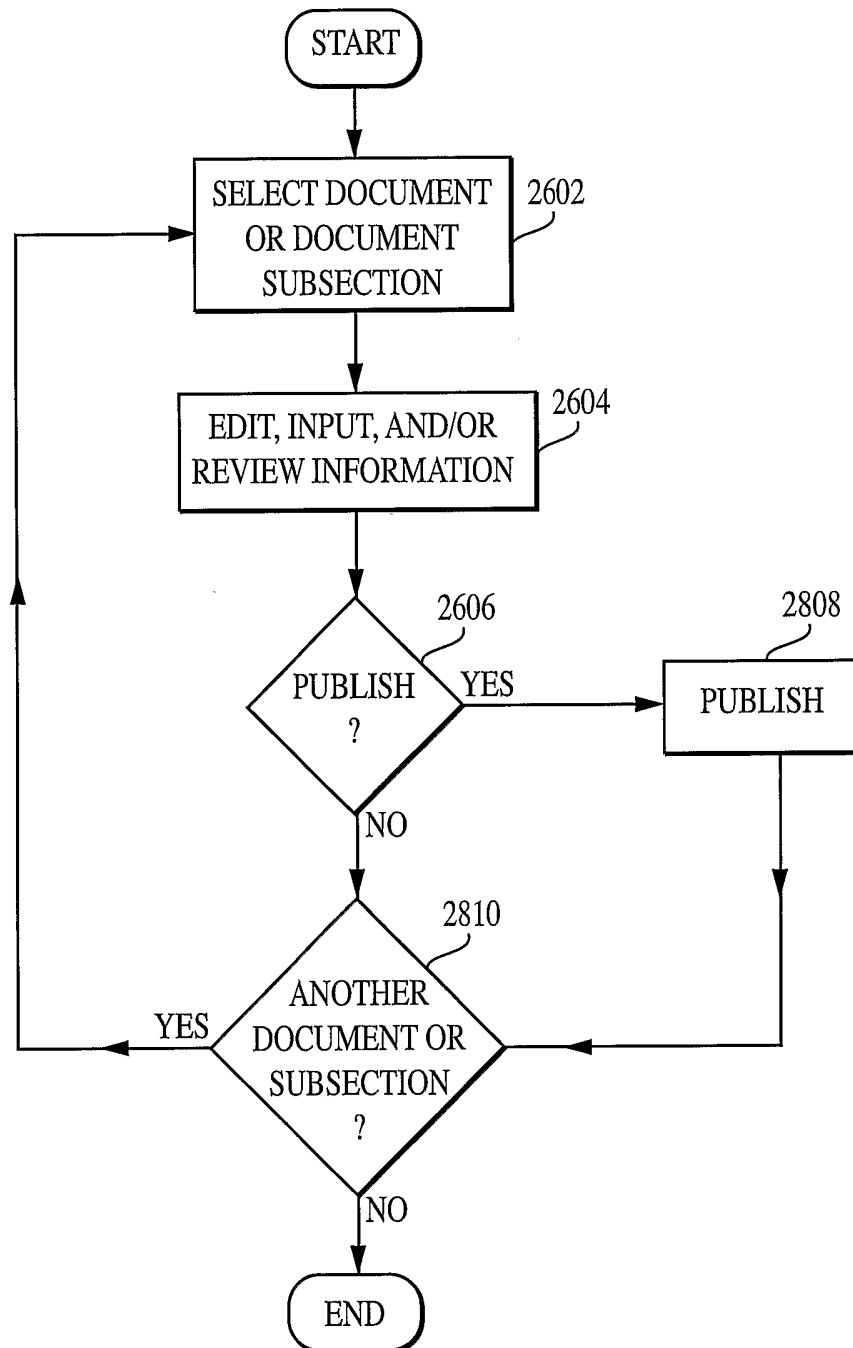 START
SELECT DOCUMENT
OR DOCUMENT
SUBSECTION
2602
EDIT, INPUT, AND/OR
REVIEW INFORMATION
2604
PUBLISH
?
2606
YES
2808
PUBLISH
NO
2810
ANOTHER
DOCUMENT OR
SUBSECTION
?
YES
NO
END